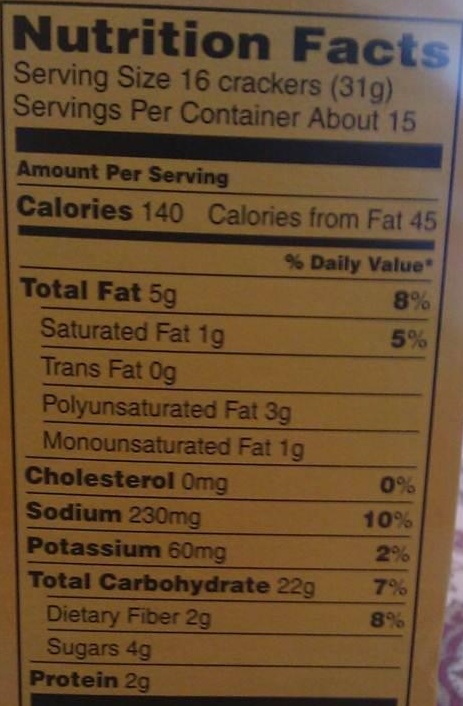 Nutrition Facts
Serving Size 16 crackers (31g)
Servings Per Container About 15
Amount Per Serving
Calories 140 Calories from Fat 45
% Daily Value*
Total Fat 5g 8%
Saturated Fat 1g 5%
Trans Fat 0g
Polyunsaturated Fat 3g
Monounsaturated Fat 1g
Cholesterol 0mg 0%
Sodium 230mg 10%
Potassium 60mg 2%
Total Carbohydrate 22g 7%
Dietary Fiber 2g 8%
Sugars 4g
Protein 2g